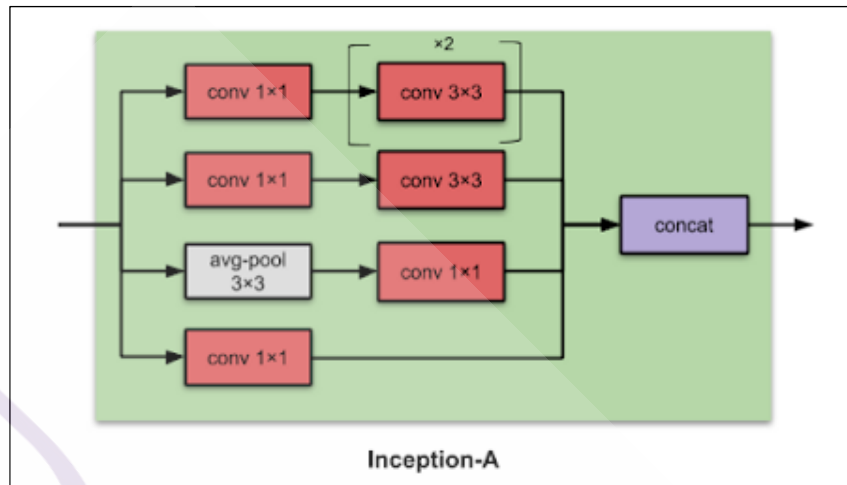 ×2
conv 1×1
conv 3×3
conv 1×1
conv 3×3
avg-pool
3×3
conv 1×1
conv 1×1
concat
Inception-A